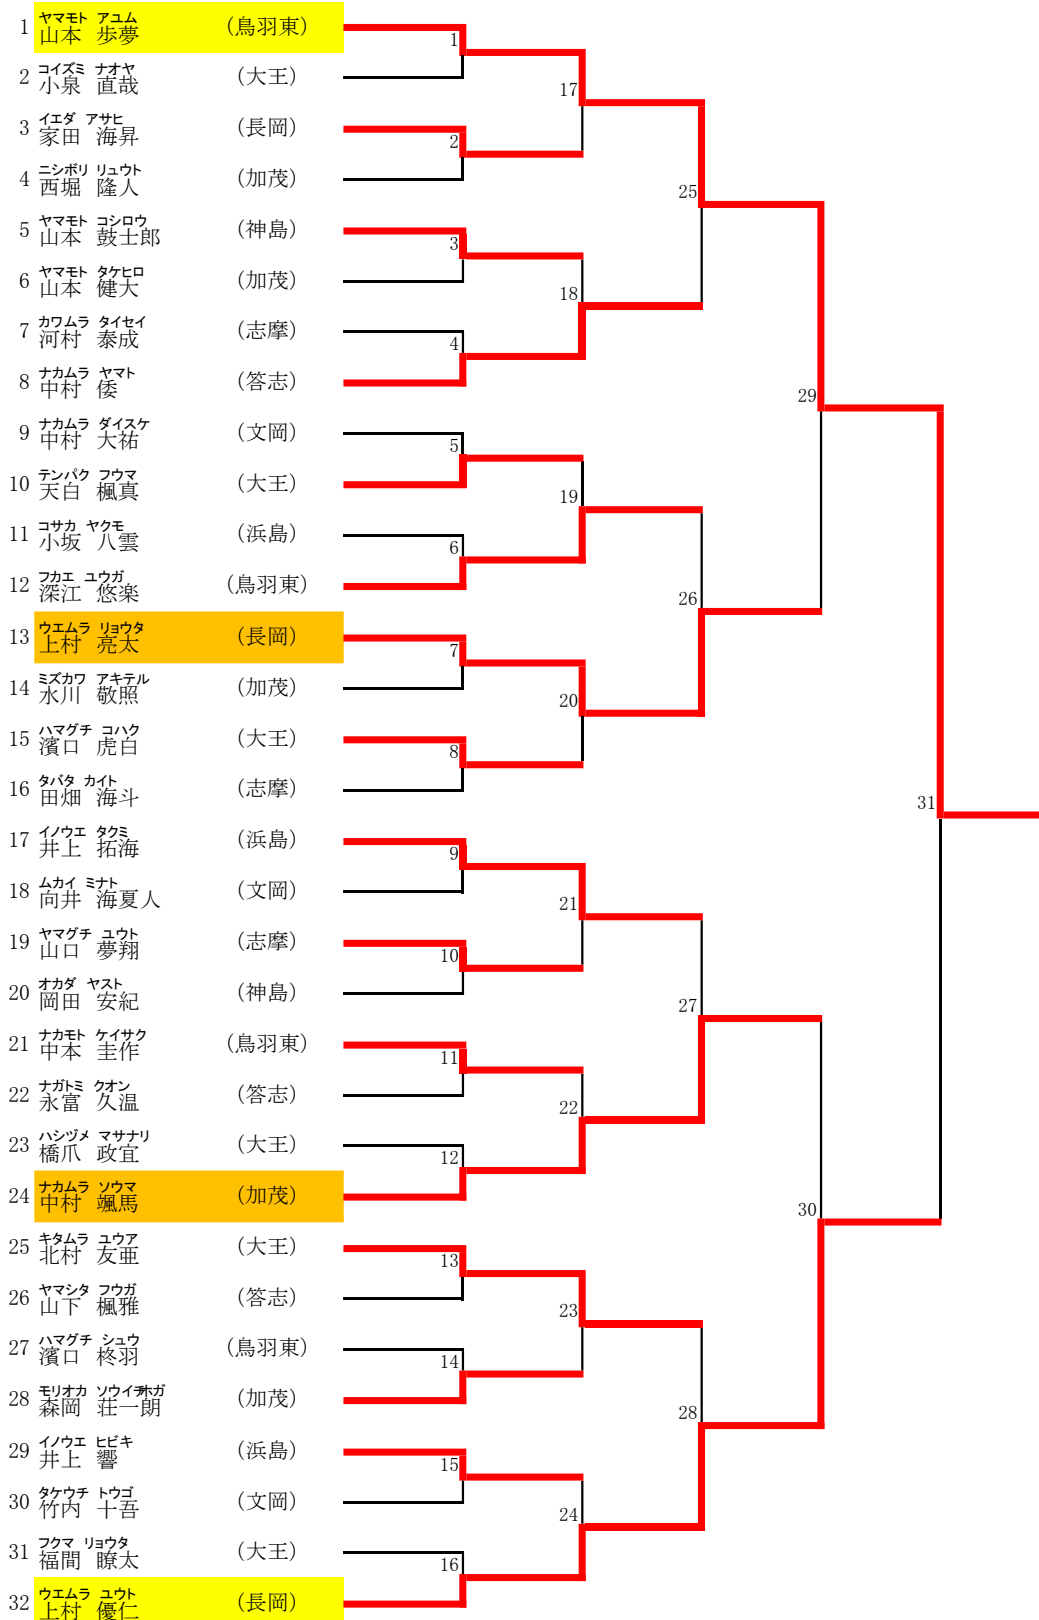 ヤマモト アユム
1 山本 歩夢 (鳥羽東)
コイズミ ナオヤ
2 小泉 直哉 (大王)
イエダ アサヒ
3 家田 海昇 (長岡)
ニシボリ リュウト
4 西堀 隆人 (加茂)
ヤマモト コシロウ
5 山本 鼓士郎 (神島)
ヤマモト タケヒロ
6 山本 健大 (加茂)
カワムラ タイセイ
7 河村 泰成 (志摩)
ナカムラ ヤマト
8 中村 倭 (答志)
ナカムラ ダイスケ
9 中村 大祐 (文岡)
テンパク フウマ
10 天白 楓真 (大王)
コサカ ヤクモ
11 小坂 八雲 (浜島)
フカエ ユウガ
12 深江 悠楽 (鳥羽東)
ウエムラ リョウタ
13 上村 亮太 (長岡)
ミズカワ アキテル
14 水川 敬照 (加茂)
ハマグチ コハク
15 濱口 虎白 (大王)
タバタ カイト
16 田畑 海斗 (志摩)
イノウエ タクミ
17 井上 拓海 (浜島)
ムカイ ミナト
18 向井 海夏人 (文岡)
ヤマグチ ユウト
19 山口 夢翔 (志摩)
オカダ ヤスト
20 岡田 安紀 (神島)
ナカモト ケイサク
21 中本 圭作 (鳥羽東)
ナガトミ クオン
22 永富 久温 (答志)
ハシヅメ マサナリ
23 橋爪 政宜 (大王)
ナカムラ ソウマ
24 中村 颯馬 (加茂)
キタムラ ユウア
25 北村 友亜 (大王)
ヤマシタ フウガ
26 山下 楓雅 (答志)
ハマグチ シュウ
27 濱口 柊羽 (鳥羽東)
モリオカ
28 森岡 荘一朗 (加茂)
イノウエ ヒビキ
29 井上 響 (浜島)
タケウチ トウゴ
30 竹内 十吾 (文岡)
フクマ リョウタ
31 福間 瞭太 (大王)
ウエムラ ユウト
32 上村 優仁 (長岡)
1
2
3
4
5
6
7
8
9
10
11
12
13
14
15
16
17
18
19
20
21
22
23
24
25
26
27
28
29
30
31